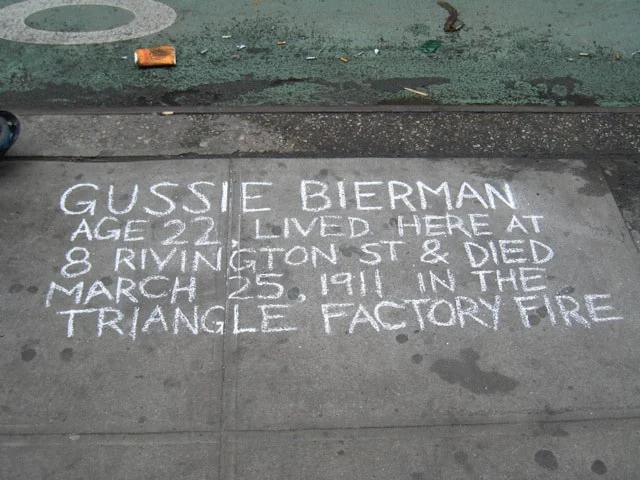 GUSSIE BIERMAN
AGE 22, LIVED HERE AT
8 RIVINGTON ST & DIED
MARCH 25, 1911 IN THE
TRIANGLE FACTORY FIRE